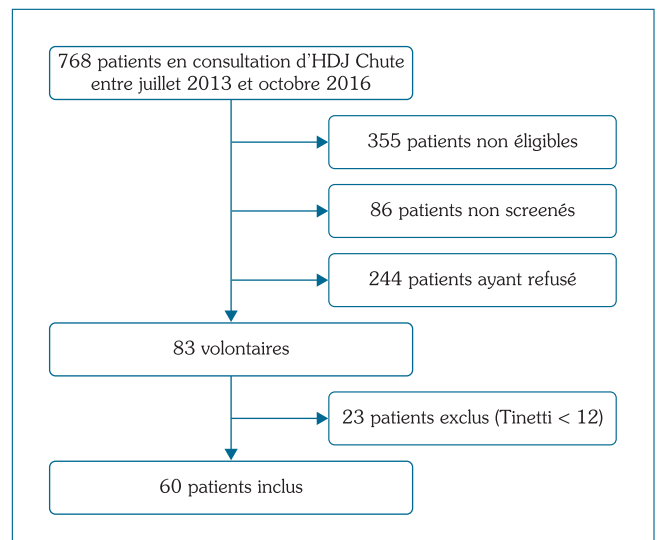 768 patients en consultation d'HDJ Chute
entre juillet 2013 et octobre 2016
355 patients non éligibles
86 patients non screenés
244 patients ayant refusé
83 volontaires
23 patients exclus (Tinetti < 12)
60 patients inclus